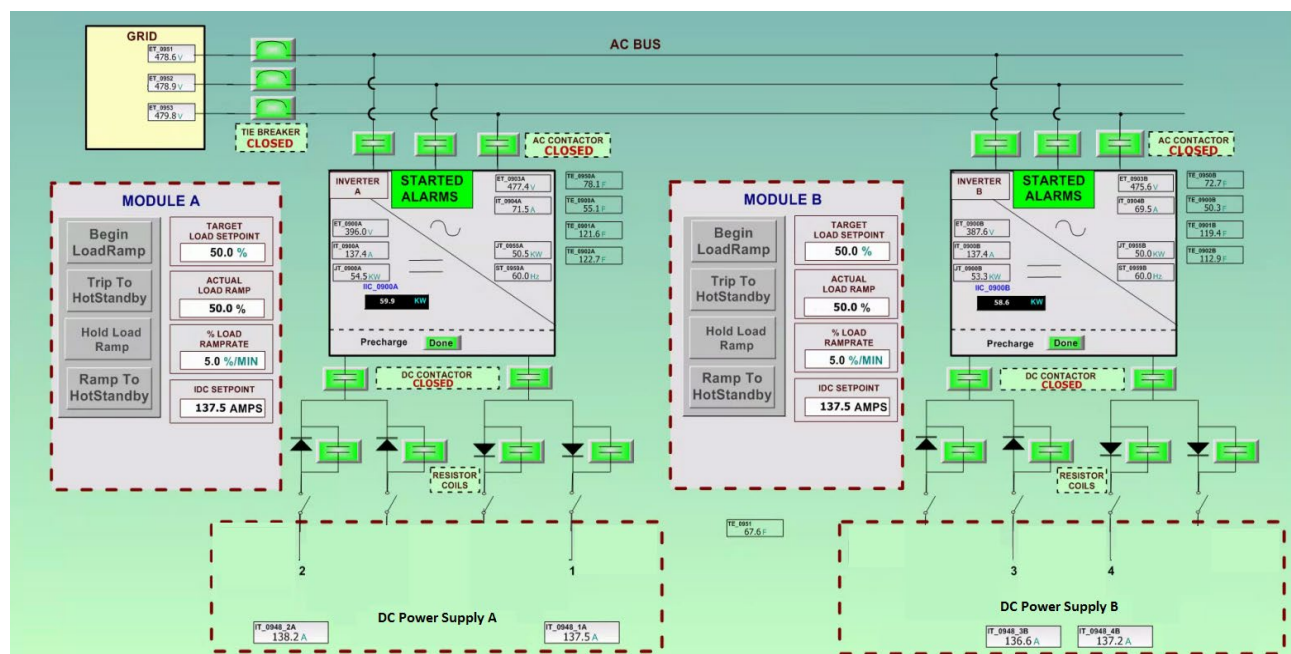 GRID
ET_0951
478.6 V
ET_0952
478.9 V
ET_0953
479.8 V
TIE BREAKER
CLOSED
AC BUS
AC CONTACTOR
CLOSED
AC CONTACTOR
CLOSED
MODULE A
Begin
LoadRamp
Trip To
HotStandby
Hold Load
Ramp
Ramp To
HotStandby
TARGET
LOAD SETPOINT
50.0 %
ACTUAL
LOAD RAMP
50.0 %
% LOAD
RAMPRATE
5.0 %/MIN
IDC SETPOINT
137.5 AMPS
INVERTER
A
STARTED
ALARMS
ET_0903A
477.4 V
IT_0904A
71.5 A
ET_0900A
396.0 V
IT_0900A
137.4 A
JT_0900A
54.5 KW
JT_0955A
50.5 KW
ST_0958A
60.0 Hz
IIC_0900A
59.9 KW
Precharge Done
TE_0950A
78.1 F
TE_0900A
55.1 F
TE_0901A
121.6 F
TE_0902A
122.7 F
DC CONTACTOR
CLOSED
RESISTOR
COILS
MODULE B
Begin
LoadRamp
Trip To
HotStandby
Hold Load
Ramp
Ramp To
HotStandby
TARGET
LOAD SETPOINT
50.0 %
ACTUAL
LOAD RAMP
50.0 %
% LOAD
RAMPRATE
5.0 %/MIN
IDC SETPOINT
137.5 AMPS
INVERTER
B
STARTED
ALARMS
ET_0903B
475.6 V
IT_0904B
69.5 A
ET_0900B
387.6 V
IT_0900B
137.4 A
JT_0900B
53.3 KW
JT_0955B
50.0 KW
60.0 Hz
IIC_0900B
58.6 KW
Precharge Done
TE_0950B
72.7 F
TE_0900B
50.3 F
TE_0901B
119.4 F
TE_0902B
112.9 F
DC CONTACTOR
CLOSED
RESISTOR
COILS
TE_0951
67.6 F
2
1
DC Power Supply A
IT_0948_2A
138.2 A
IT_0948_1A
137.5 A
3
4
DC Power Supply B
IT_0948_3B
136.6 A
IT_0948_4B
137.2 A